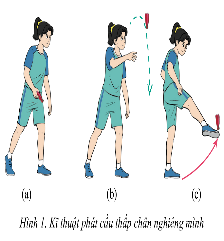 (a) (b) (c)
Hình 1. Kĩ thuật phát cầu thấp chân nghiêng mình